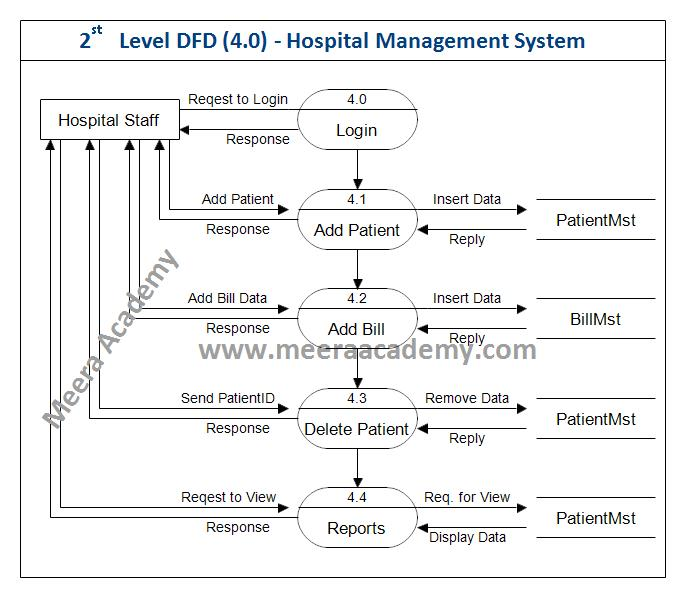 2st Level DFD (4.0) - Hospital Management System
Hospital Staff
Reqest to Login
Response
4.0
Login
Add Patient
Response
4.1
Add Patient
Insert Data
Reply
PatientMst
Add Bill Data
Response
4.2
Add Bill
Insert Data
Reply
BillMst
Meera Academy
www.meeraacademy.com
Send PatientID
Response
4.3
Delete Patient
Remove Data
Reply
PatientMst
Reqest to View
Response
4.4
Reports
Req. for View
Display Data
PatientMst